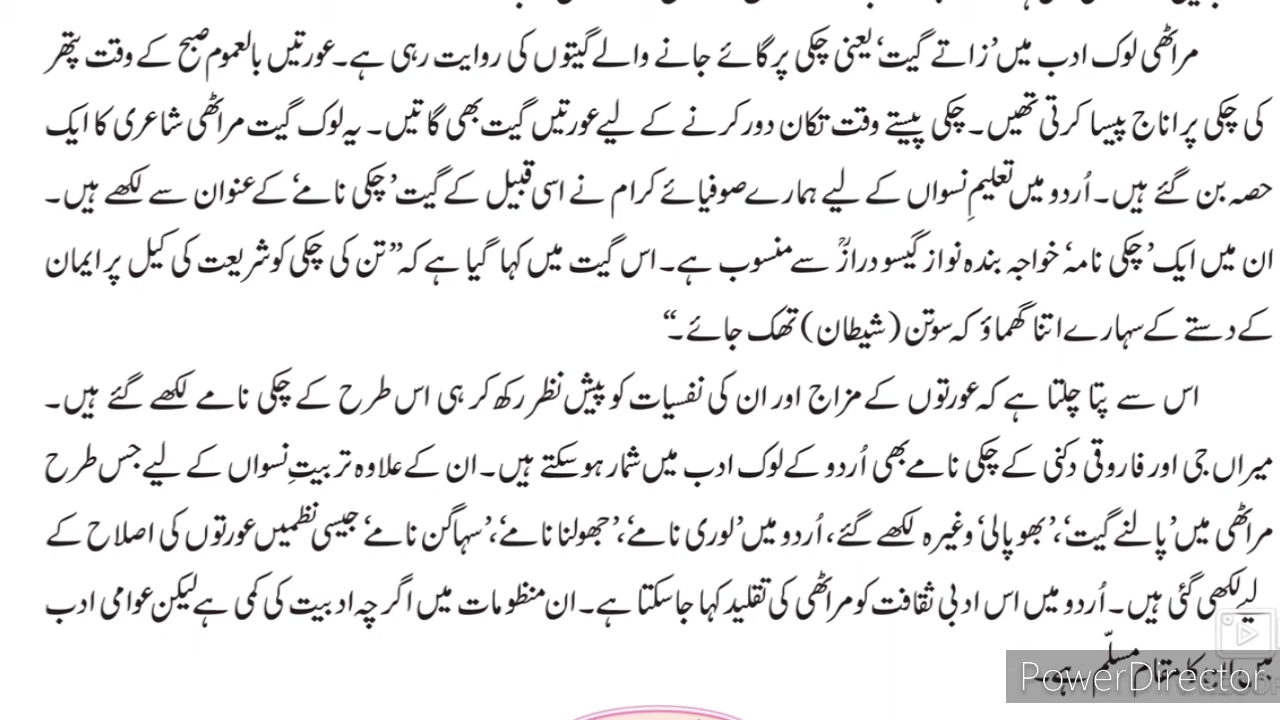 مراٹھی لوک ادب میں ’زاتے گیت‘ یعنی چکی پر گائے جانے والے گیتوں کی روایت رہی ہے۔ عورتیں بالعموم صبح کے وقت پتھر
کی چکی پر اناج پیسا کرتی تھیں۔ چکی پیستے وقت تکان دور کرنے کے لیے عورتیں گیت بھی گاتیں۔ یہ لوک گیت مراٹھی شاعری کا ایک
حصہ بن گئے ہیں۔ اُردو میں تعلیمِ نسواں کے لیے ہمارے صوفیائے کرام نے اسی قبیل کے گیت ’چکی نامے‘ کے عنوان سے لکھے ہیں۔
ان میں ایک ’چکی نامہ‘ خواجہ بندہ نواز گیسو درازؒ سے منسوب ہے۔ اس گیت میں کہا گیا ہے کہ ”تن کی چکی کو شریعت کی کیل پر ایمان
کے دستے کے سہارے اتنا گھماؤ کہ سوتن (شیطان) تھک جائے۔“
اس سے پتا چلتا ہے کہ عورتوں کے مزاج اور ان کی نفسیات کو پیش نظر رکھ کر ہی اس طرح کے چکی نامے لکھے گئے ہیں۔
میراں جی اور فاروقی دکنی کے چکی نامے بھی اُردو کے لوک ادب میں شمار ہو سکتے ہیں۔ ان کے علاوہ تربیتِ نسواں کے لیے جس طرح
مراٹھی میں ’پالنے گیت‘، ’بھوپالی‘ وغیرہ لکھے گئے، اُردو میں ’لوری نامے‘، ’جھولنا نامے‘، ’سہاگن نامے‘ جیسی نظمیں عورتوں کی اصلاح کے
لیے لکھی گئی ہیں۔ اُردو میں اس ادبی ثقافت کو مراٹھی کی تقلید کہا جا سکتا ہے۔ ان منظومات میں اگرچہ ادبیت کی کمی ہے لیکن عوامی ادب
میں ان کا مقام مسلّم ہے۔
PowerDirector